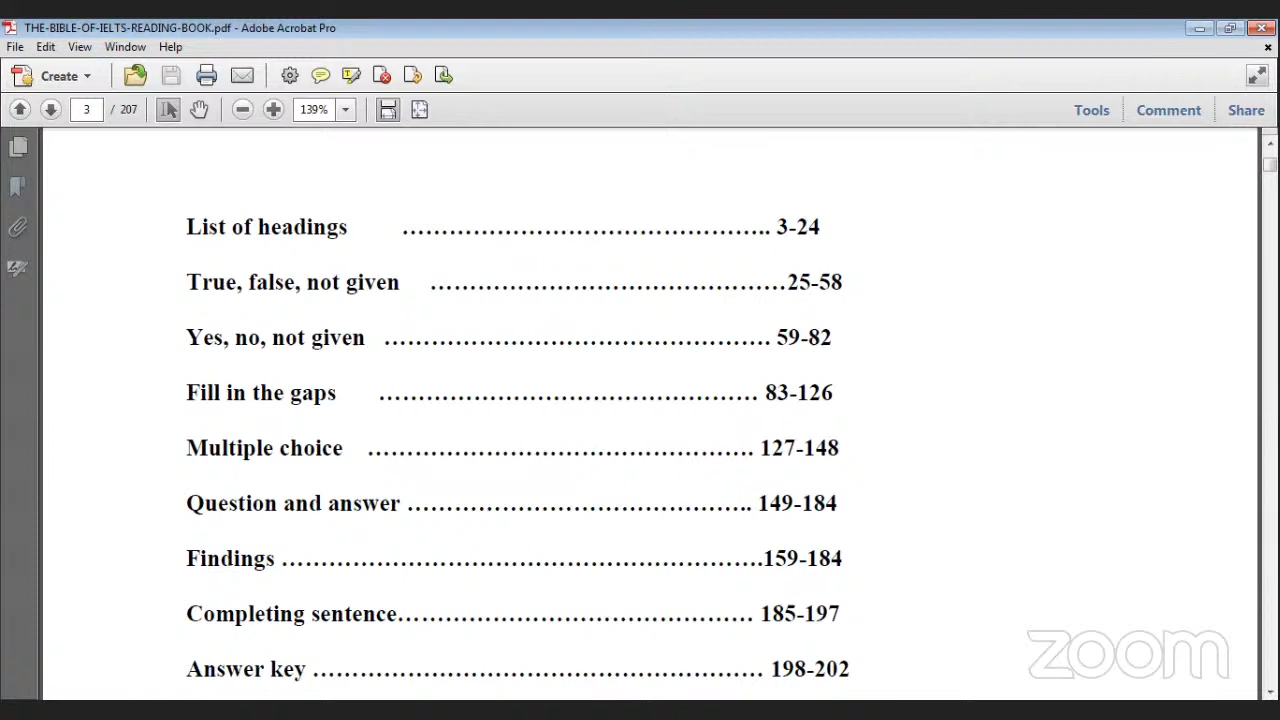 THE-BIBLE-OF-IELTS-READING-BOOK.pdf - Adobe Acrobat Pro
File Edit View Window Help
Create
3 / 207 139% Tools Comment Share
List of headings ……………………………………….. 3-24
True, false, not given ………………………………………25-58
Yes, no, not given …………………………………………. 59-82
Fill in the gaps ………………………………………… 83-126
Multiple choice …………………………………………. 127-148
Question and answer …………………………………….. 149-184
Findings …………………………………………………….159-184
Completing sentence……………………………………… 185-197
Answer key ………………………………………………… 198-202
zoom